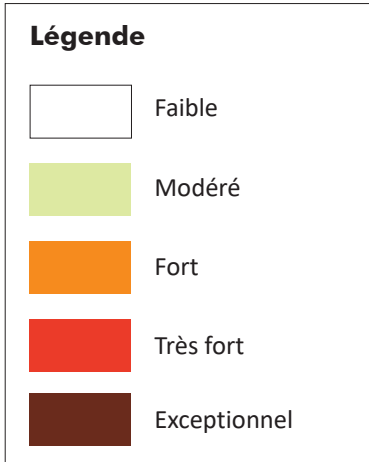 Légende
Faible
Modéré
Fort
Très fort
Exceptionnel